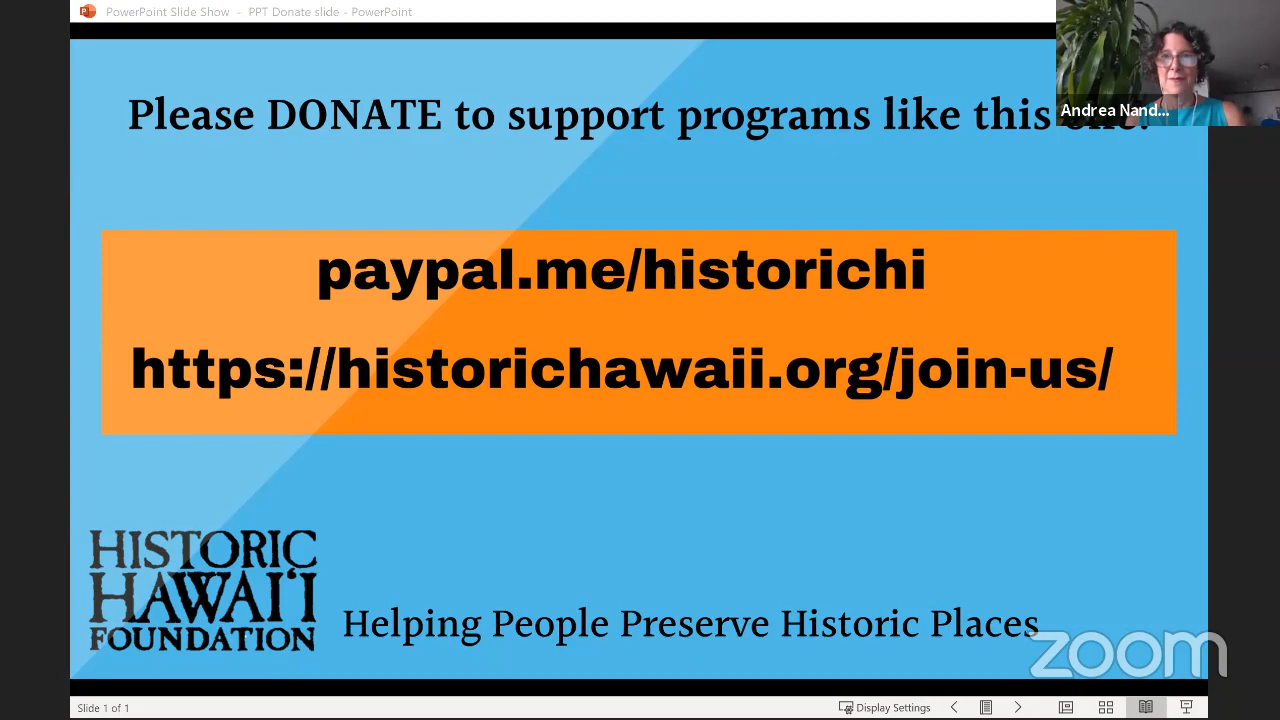 PowerPoint Slide Show - PPT Donate slide - PowerPoint
Please DONATE to support programs like this one!
Andrea Nand...
paypal.me/historichi
https://historichawaii.org/join-us/
HISTORIC
HAWAI‘I
FOUNDATION
Helping People Preserve Historic Places
zoom
Slide 1 of 1
Display Settings